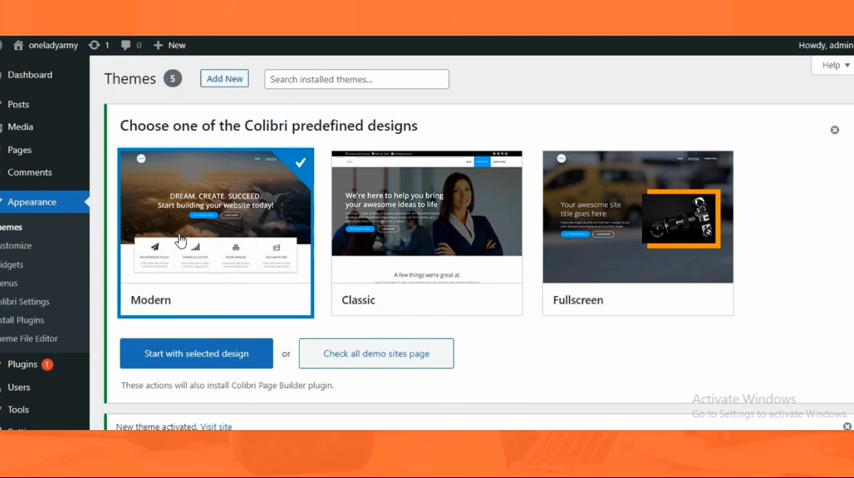 oneladyarmy 1 0 + New Howdy, admin
Help
Dashboard
Posts
Media
Pages
Comments
Appearance
emes
ustomize
idgets
enus
olibri Settings
stall Plugins
eme File Editor
Plugins 1
Users
Tools
Themes 5 Add New Search installed themes...
Choose one of the Colibri predefined designs
DREAM. CREATE. SUCCEED.
Start building your website today!
Modern
We're here to help you bring
your awesome ideas to life
A few things we're great at
Classic
Your awesome site
title goes here
Fullscreen
Start with selected design or Check all demo sites page
These actions will also install Colibri Page Builder plugin.
New theme activated. Visit site
Activate Windows
Go to Settings to activate Windows.